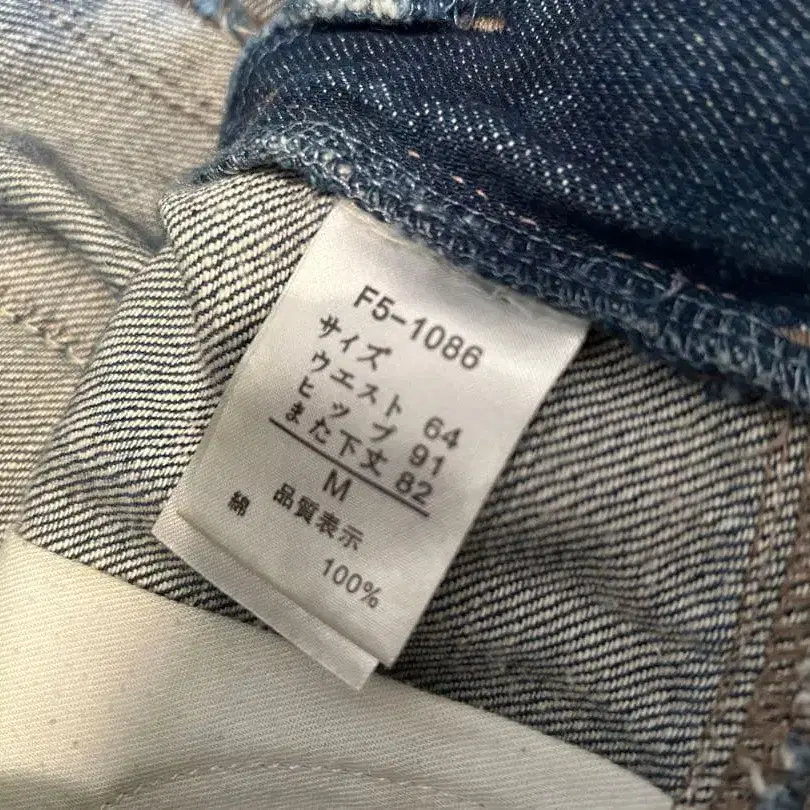 F5-1086
サイズ
ウエスト 64
ヒップ 91
また下丈 82
M
品質表示
綿 100%